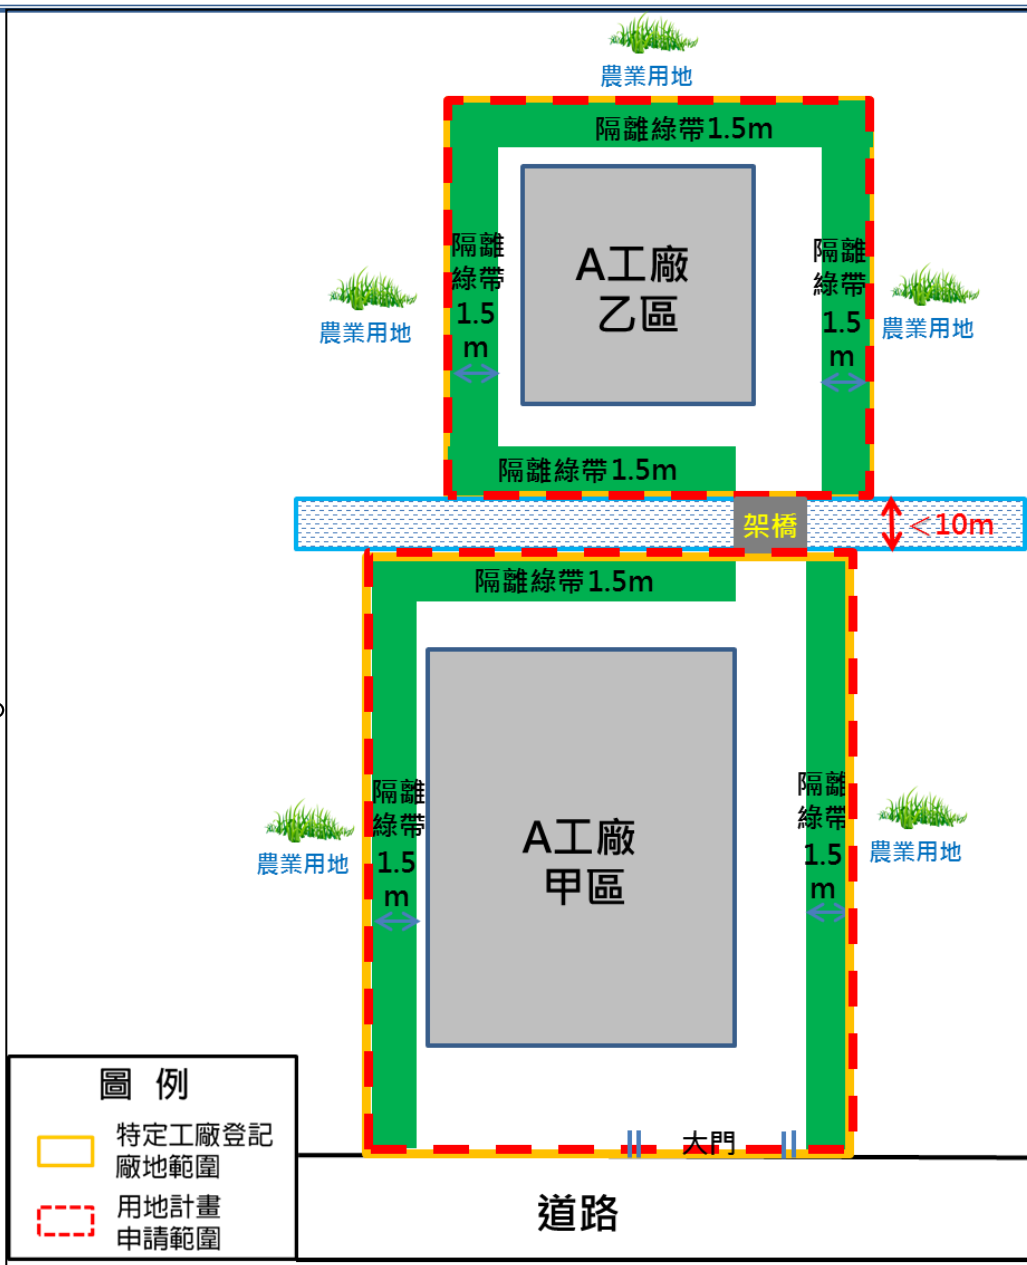 農業用地
隔離綠帶1.5m
隔離
綠帶
1.5
m
A工廠
乙區
隔離
綠帶
1.5
m
農業用地
農業用地
隔離綠帶1.5m
架橋
＜10m
隔離綠帶1.5m
隔離
綠帶
1.5
m
A工廠
甲區
隔離
綠帶
1.5
m
農業用地
農業用地
大門
道路
圖 例
特定工廠登記
廠地範圍
用地計畫
申請範圍